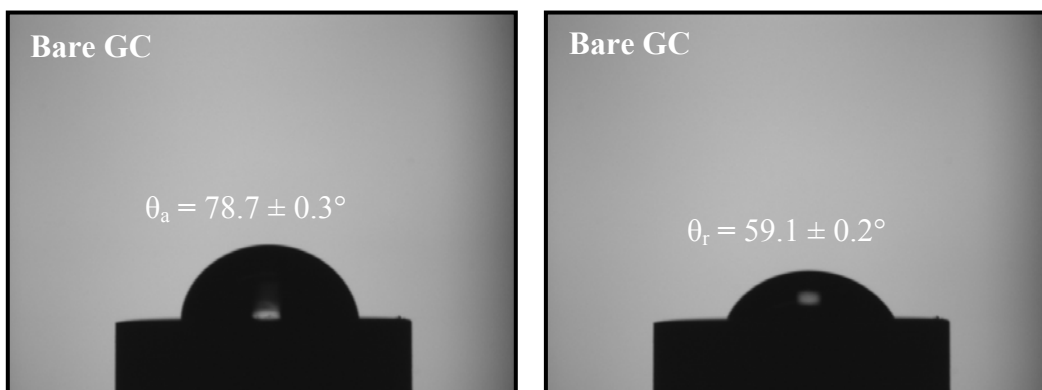 Bare GC
θa = 78.7 ± 0.3°
Bare GC
θr = 59.1 ± 0.2°